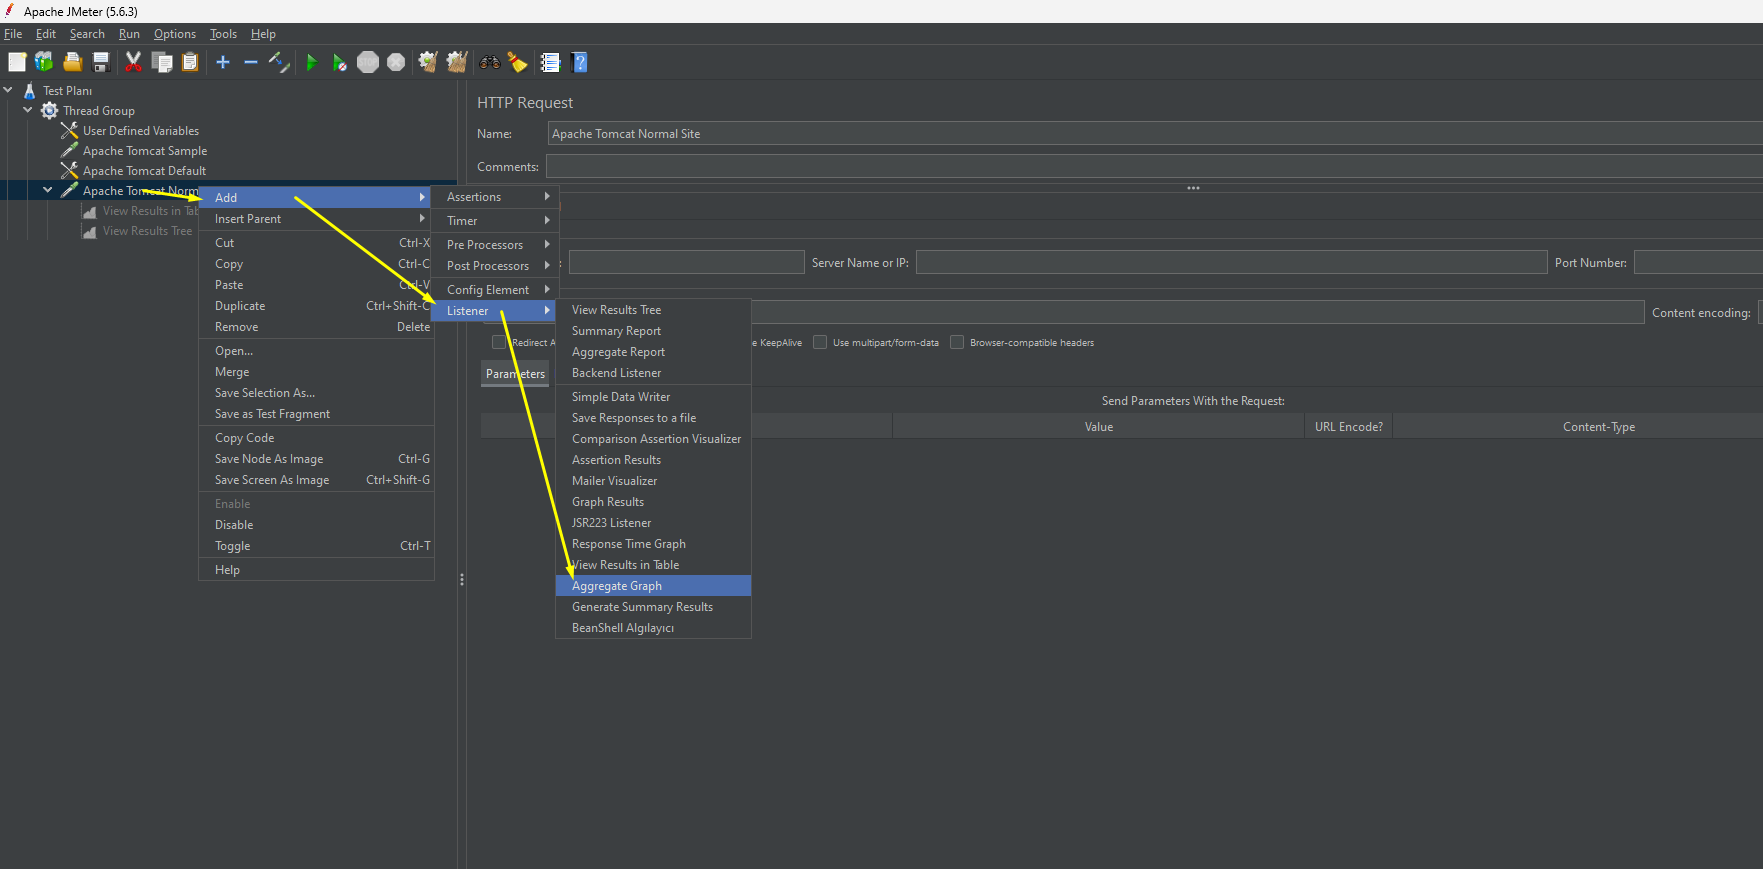 Apache JMeter (5.6.3)
File Edit Search Run Options Tools Help
STOP
Test Planı
Thread Group
User Defined Variables
Apache Tomcat Sample
Apache Tomcat Default
Apache Tomcat Norm
View Results in Tab
View Results Tree
Add
Insert Parent
Cut Ctrl-X
Copy Ctrl-C
Paste Ctrl-V
Duplicate Ctrl+Shift-C
Remove Delete
Open...
Merge
Save Selection As...
Save as Test Fragment
Copy Code
Save Node As Image Ctrl-G
Save Screen As Image Ctrl+Shift-G
Enable
Disable
Toggle Ctrl-T
Help
Assertions
Timer
Pre Processors
Post Processors
Config Element
Listener
View Results Tree
Summary Report
Aggregate Report
Backend Listener
Simple Data Writer
Save Responses to a file
Comparison Assertion Visualizer
Assertion Results
Mailer Visualizer
Graph Results
JSR223 Listener
Response Time Graph
View Results in Table
Aggregate Graph
Generate Summary Results
BeanShell Algılayıcı
HTTP Request
Name: Apache Tomcat Normal Site
Comments:
: Server Name or IP: Port Number:
Content encoding:
Redirect A e KeepAlive Use multipart/form-data Browser-compatible headers
Parameters
Send Parameters With the Request:
Value URL Encode? Content-Type